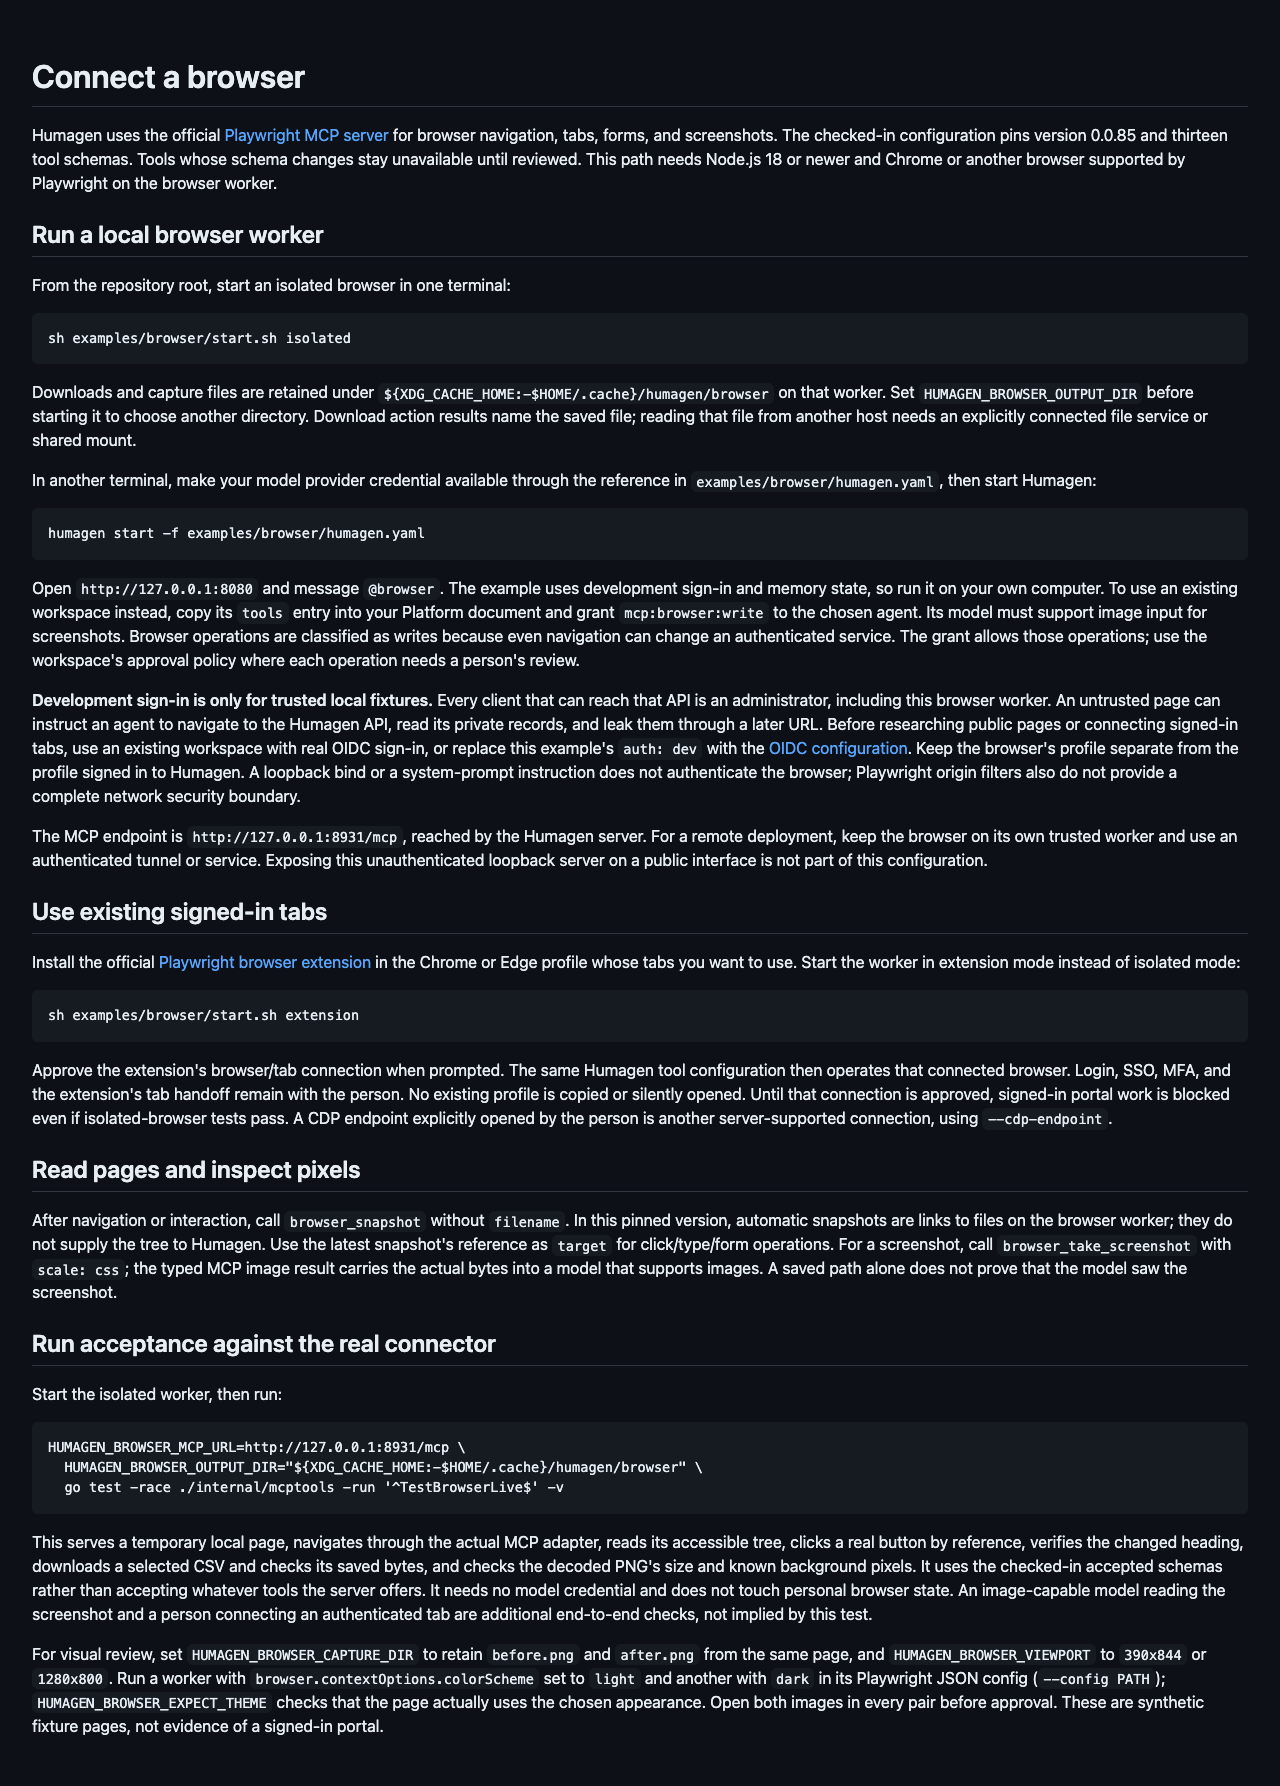 Connect a browser
Humagen uses the official Playwright MCP server for browser navigation, tabs, forms, and screenshots. The checked-in configuration pins version 0.0.85 and thirteen
tool schemas. Tools whose schema changes stay unavailable until reviewed. This path needs Node.js 18 or newer and Chrome or another browser supported by
Playwright on the browser worker.
Run a local browser worker
From the repository root, start an isolated browser in one terminal:
sh examples/browser/start.sh isolated
Downloads and capture files are retained under ${XDG_CACHE_HOME:-$HOME/.cache}/humagen/browser on that worker. Set HUMAGEN_BROWSER_OUTPUT_DIR before
starting it to choose another directory. Download action results name the saved file; reading that file from another host needs an explicitly connected file service or
shared mount.
In another terminal, make your model provider credential available through the reference in examples/browser/humagen.yaml, then start Humagen:
humagen start -f examples/browser/humagen.yaml
Open http://127.0.0.1:8080 and message @browser. The example uses development sign-in and memory state, so run it on your own computer. To use an existing
workspace instead, copy its tools entry into your Platform document and grant mcp:browser:write to the chosen agent. Its model must support image input for
screenshots. Browser operations are classified as writes because even navigation can change an authenticated service. The grant allows those operations; use the
workspace's approval policy where each operation needs a person's review.
Development sign-in is only for trusted local fixtures. Every client that can reach that API is an administrator, including this browser worker. An untrusted page can
instruct an agent to navigate to the Humagen API, read its private records, and leak them through a later URL. Before researching public pages or connecting signed-in
tabs, use an existing workspace with real OIDC sign-in, or replace this example's auth: dev with the OIDC configuration. Keep the browser's profile separate from the
profile signed in to Humagen. A loopback bind or a system-prompt instruction does not authenticate the browser; Playwright origin filters also do not provide a
complete network security boundary.
The MCP endpoint is http://127.0.0.1:8931/mcp, reached by the Humagen server. For a remote deployment, keep the browser on its own trusted worker and use an
authenticated tunnel or service. Exposing this unauthenticated loopback server on a public interface is not part of this configuration.
Use existing signed-in tabs
Install the official Playwright browser extension in the Chrome or Edge profile whose tabs you want to use. Start the worker in extension mode instead of isolated mode:
sh examples/browser/start.sh extension
Approve the extension's browser/tab connection when prompted. The same Humagen tool configuration then operates that connected browser. Login, SSO, MFA, and
the extension's tab handoff remain with the person. No existing profile is copied or silently opened. Until that connection is approved, signed-in portal work is blocked
even if isolated-browser tests pass. A CDP endpoint explicitly opened by the person is another server-supported connection, using --cdp-endpoint.
Read pages and inspect pixels
After navigation or interaction, call browser_snapshot without filename. In this pinned version, automatic snapshots are links to files on the browser worker; they do
not supply the tree to Humagen. Use the latest snapshot's reference as target for click/type/form operations. For a screenshot, call browser_take_screenshot with
scale: css; the typed MCP image result carries the actual bytes into a model that supports images. A saved path alone does not prove that the model saw the
screenshot.
Run acceptance against the real connector
Start the isolated worker, then run:
HUMAGEN_BROWSER_MCP_URL=http://127.0.0.1:8931/mcp \
HUMAGEN_BROWSER_OUTPUT_DIR="${XDG_CACHE_HOME:-$HOME/.cache}/humagen/browser" \
go test -race ./internal/mcptools -run '^TestBrowserLive$' -v
This serves a temporary local page, navigates through the actual MCP adapter, reads its accessible tree, clicks a real button by reference, verifies the changed heading,
downloads a selected CSV and checks its saved bytes, and checks the decoded PNG's size and known background pixels. It uses the checked-in accepted schemas
rather than accepting whatever tools the server offers. It needs no model credential and does not touch personal browser state. An image-capable model reading the
screenshot and a person connecting an authenticated tab are additional end-to-end checks, not implied by this test.
For visual review, set HUMAGEN_BROWSER_CAPTURE_DIR to retain before.png and after.png from the same page, and HUMAGEN_BROWSER_VIEWPORT to 390x844 or
1280x800. Run a worker with browser.contextOptions.colorScheme set to light and another with dark in its Playwright JSON config (--config PATH);
HUMAGEN_BROWSER_EXPECT_THEME checks that the page actually uses the chosen appearance. Open both images in every pair before approval. These are synthetic
fixture pages, not evidence of a signed-in portal.